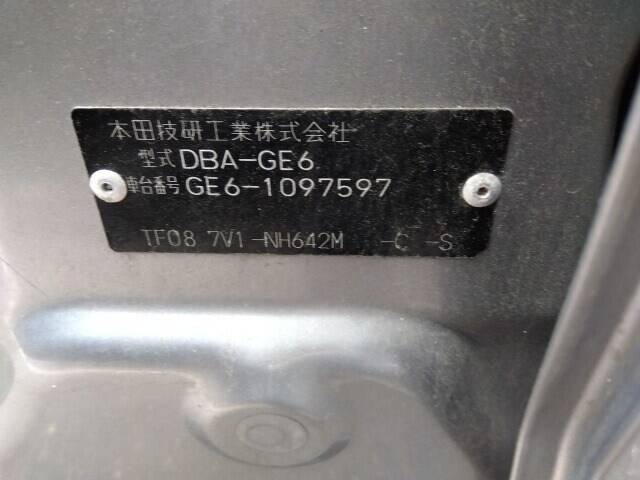 本田技研工業株式会社
型式 DBA-GE6
車台番号 GE6-1097597
TF08 7V1-NH642M -C -S